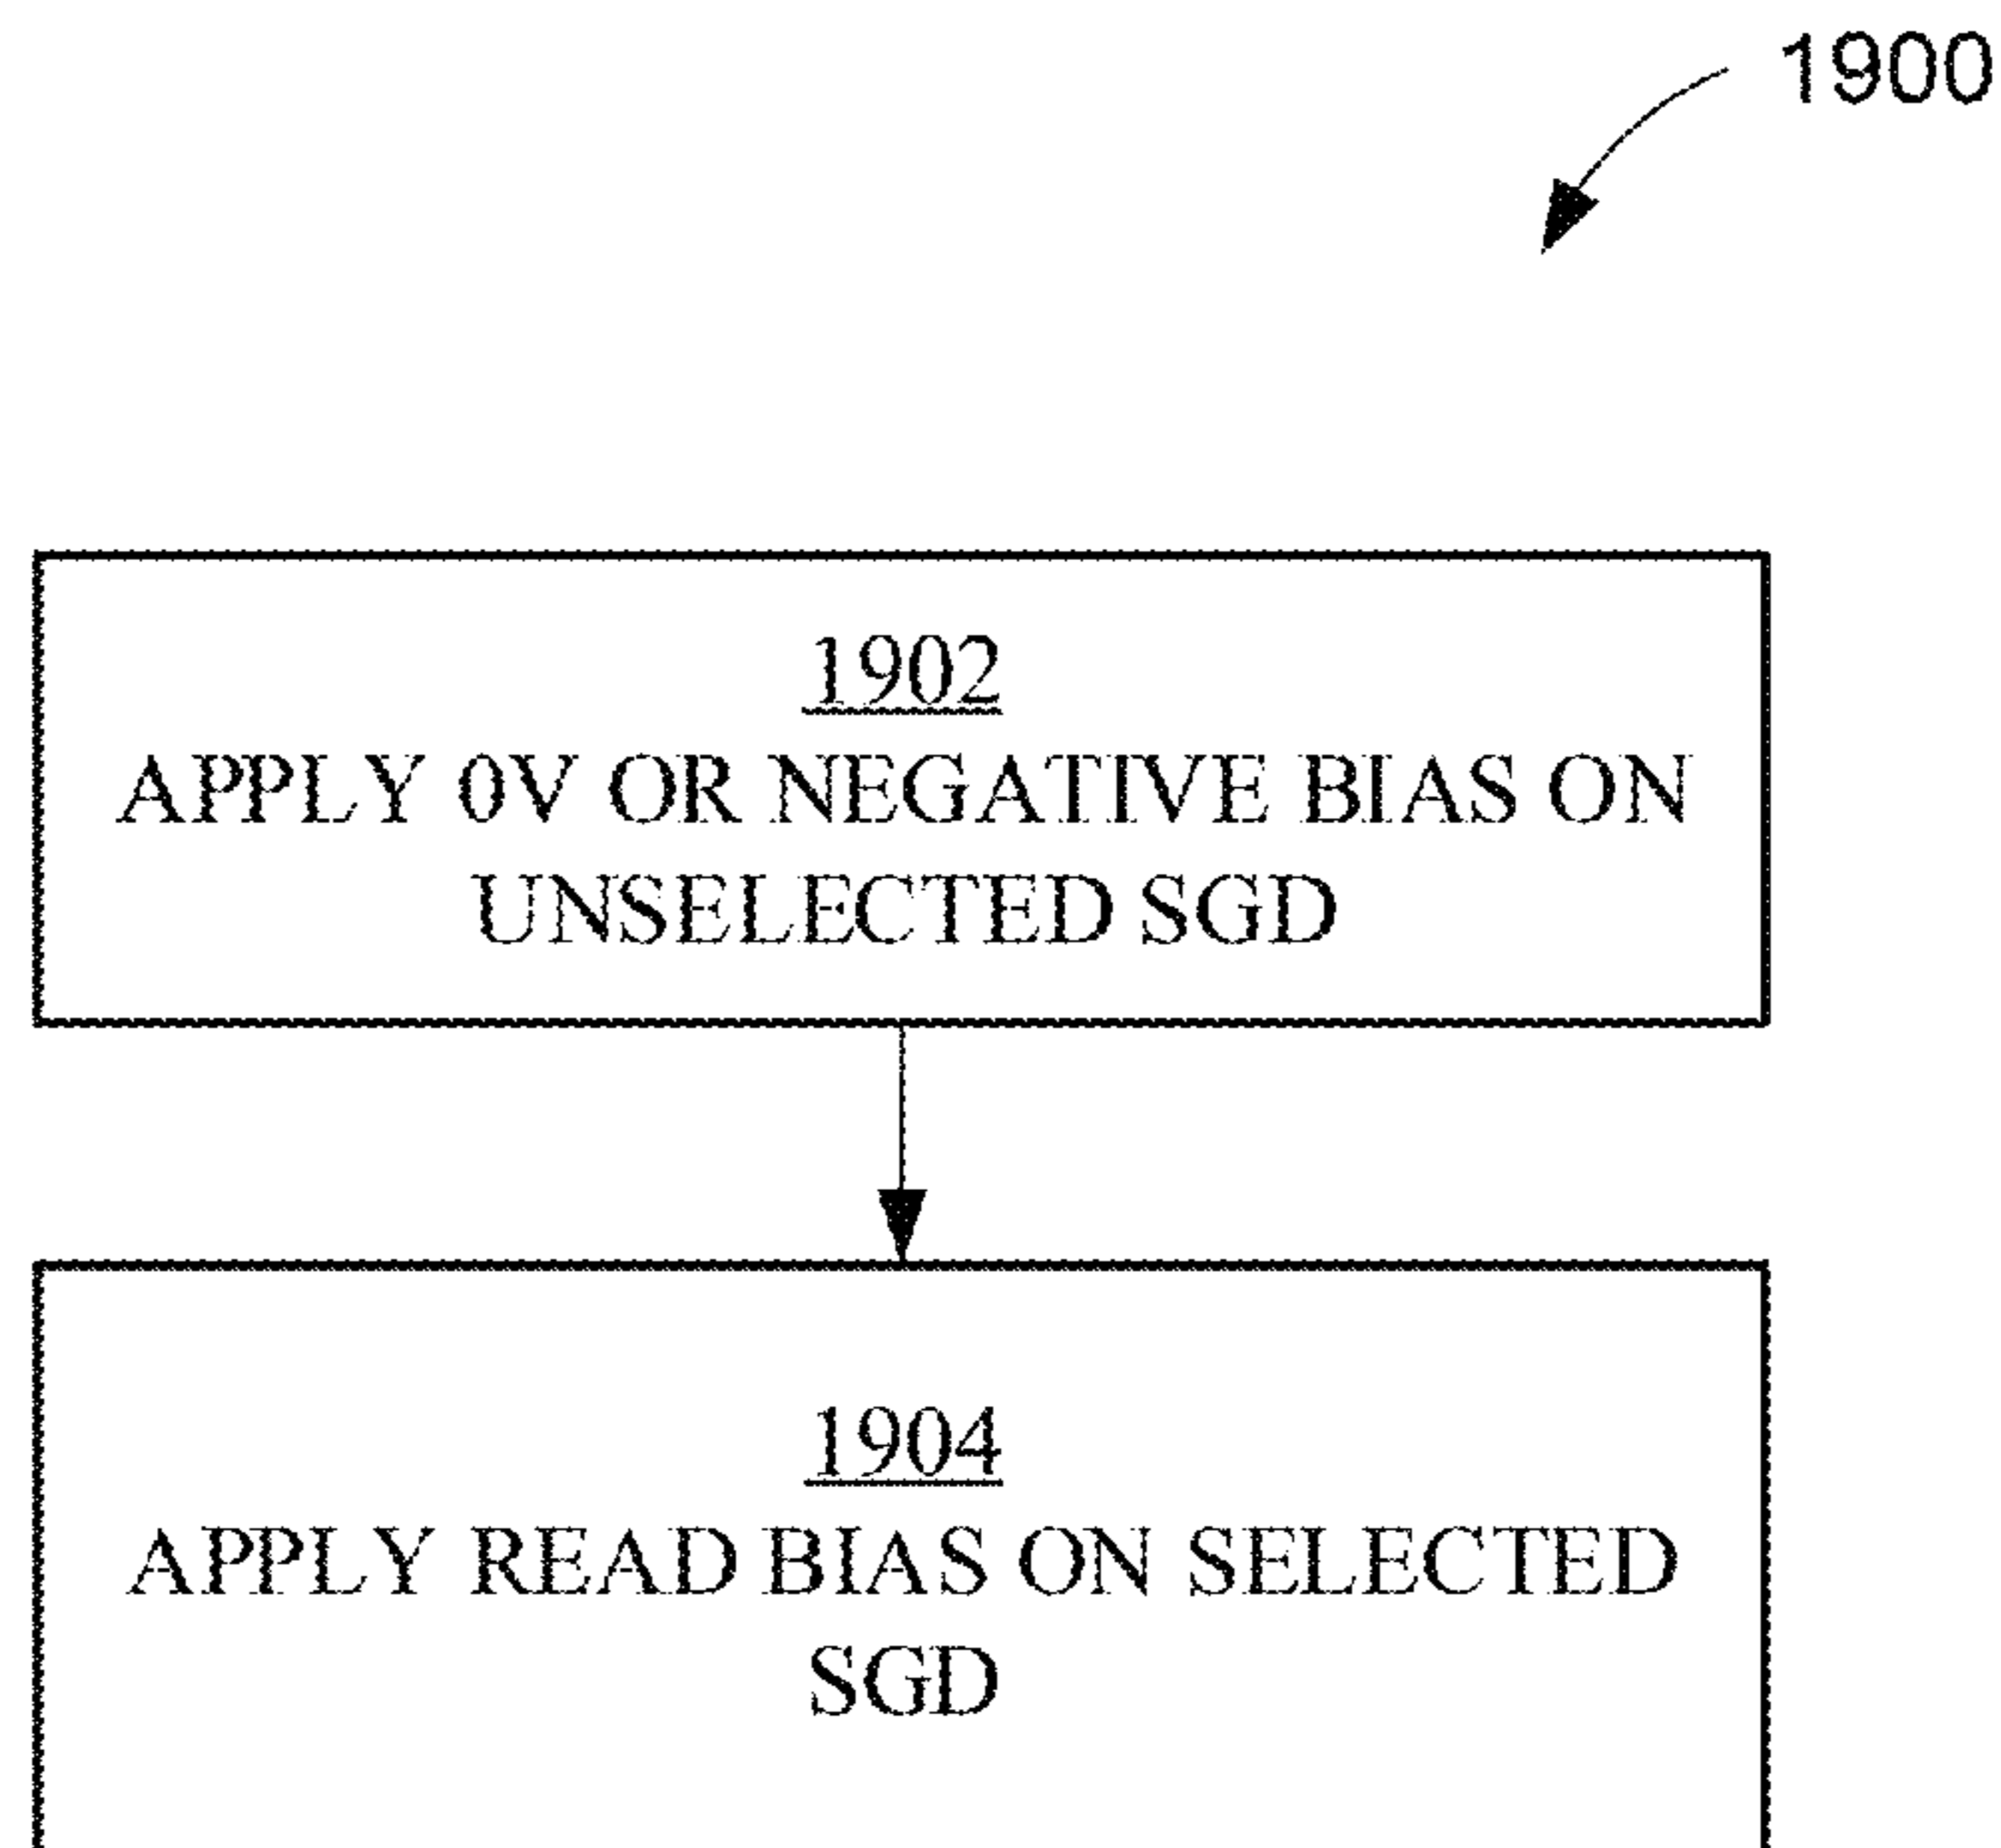 1900
1902
APPLY 0V OR NEGATIVE BIAS ON
UNSELECTED SGD
1904
APPLY READ BIAS ON SELECTED
SGD